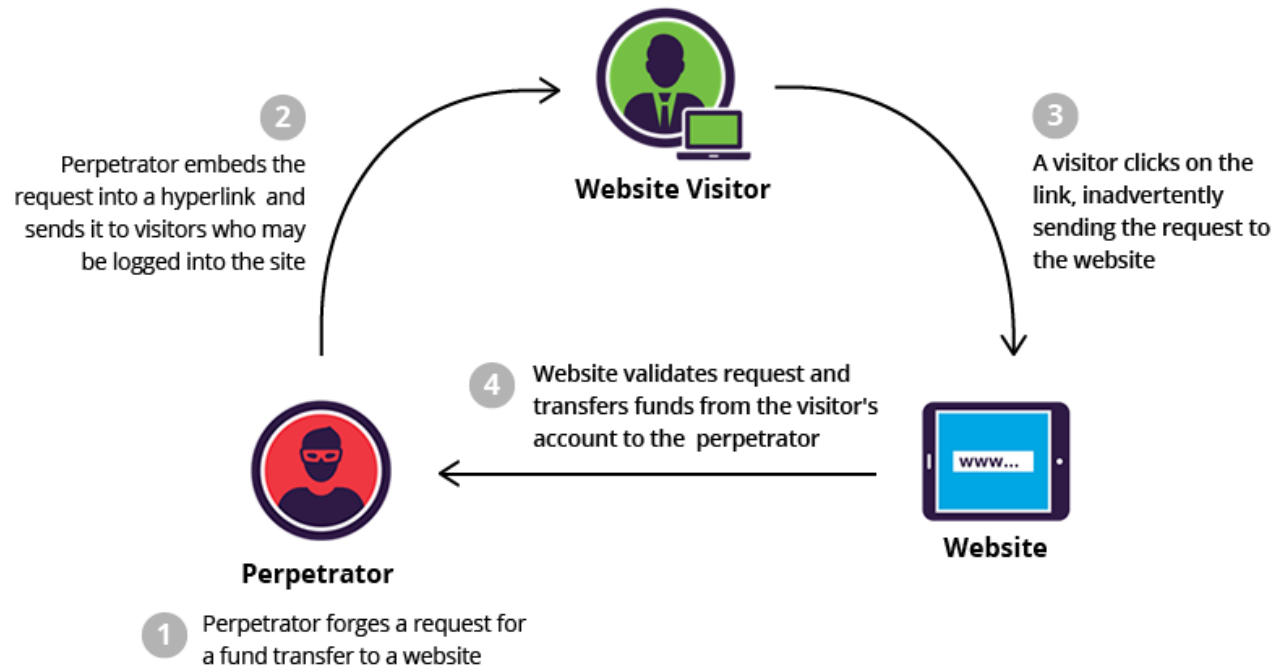 2
Perpetrator embeds the
request into a hyperlink and
sends it to visitors who may
be logged into the site
Website Visitor
3
A visitor clicks on the
link, inadvertently
sending the request to
the website
4
Website validates request and
transfers funds from the visitor's
account to the perpetrator
www...
Website
Perpetrator
1
Perpetrator forges a request for
a fund transfer to a website